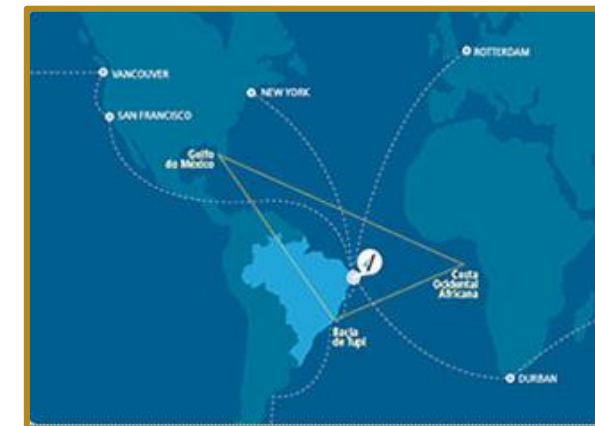 ROTTERDAM
VANCOUVER
NEW YORK
SAN FRANCISCO
Golfo
do México
Costa
Ocidental
Africana
Bacia
de Tupi
DURBAN